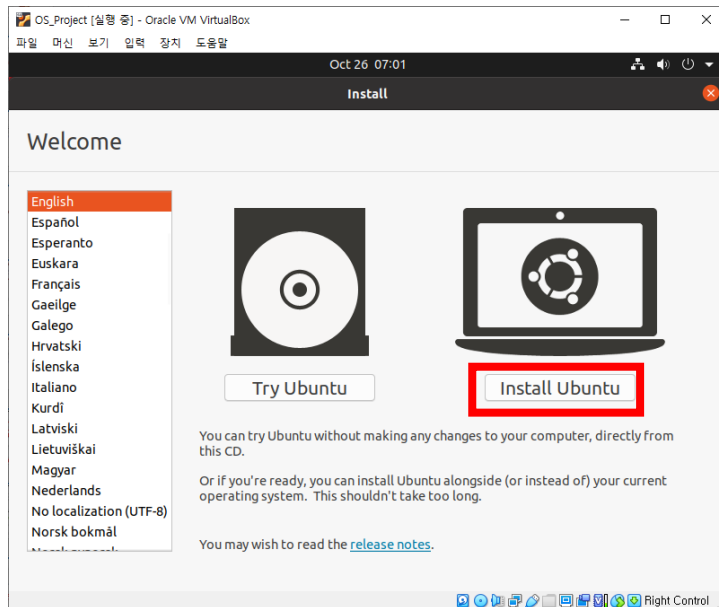 OS_Project [실행 중] - Oracle VM VirtualBox
파일 머신 보기 입력 장치 도움말
Oct 26 07:01
Install
Welcome
English
Español
Esperanto
Euskara
Français
Gaeilge
Galego
Hrvatski
Íslenska
Italiano
Kurdî
Latviski
Lietuviškai
Magyar
Nederlands
No localization (UTF-8)
Norsk bokmål
Try Ubuntu
Install Ubuntu
You can try Ubuntu without making any changes to your computer, directly from
this CD.
Or if you're ready, you can install Ubuntu alongside (or instead of) your current
operating system. This shouldn't take too long.
You may wish to read the release notes.
Right Control